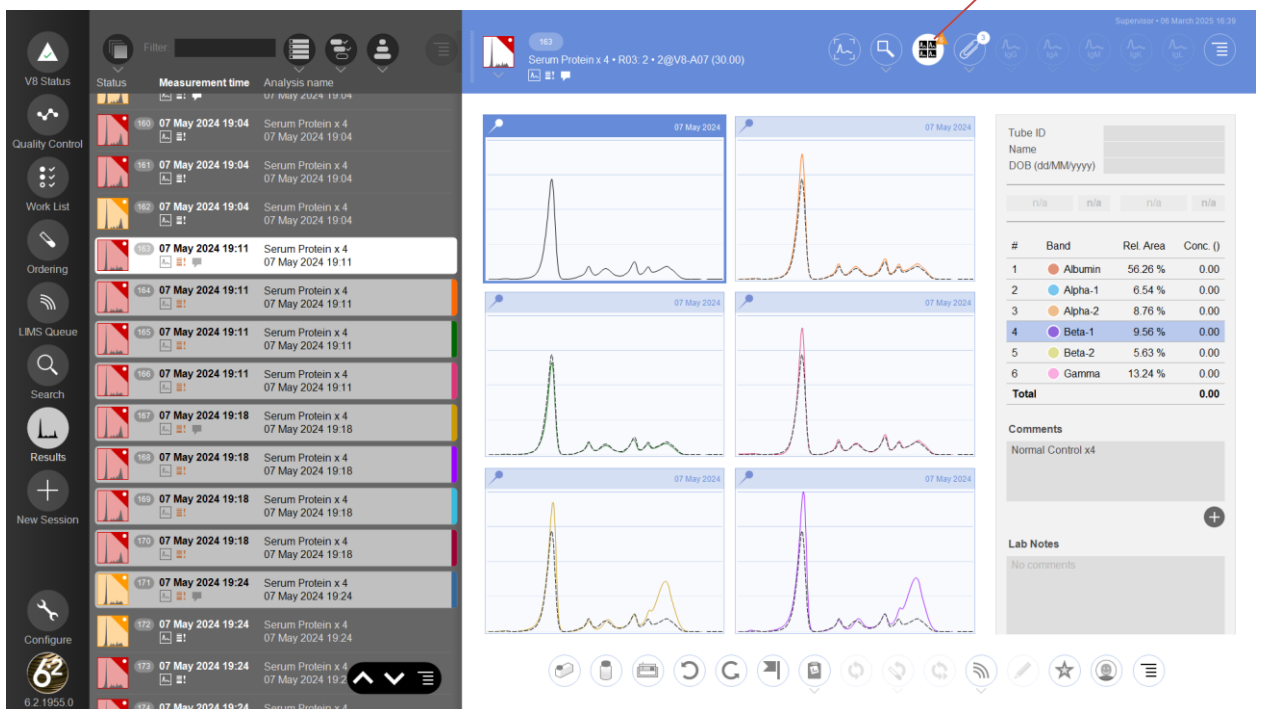 Supervisor • 06 March 2025 16:39
V8 Status
Quality Control
Work List
Ordering
LIMS Queue
Search
Results
New Session
Configure
62
6.2.1955.0
Filter
Status Measurement time Analysis name
07 May 2024 19:04
160 07 May 2024 19:04 Serum Protein x 4
07 May 2024 19:04
161 07 May 2024 19:04 Serum Protein x 4
07 May 2024 19:04
162 07 May 2024 19:04 Serum Protein x 4
07 May 2024 19:04
163 07 May 2024 19:11 Serum Protein x 4
07 May 2024 19:11
164 07 May 2024 19:11 Serum Protein x 4
07 May 2024 19:11
165 07 May 2024 19:11 Serum Protein x 4
07 May 2024 19:11
166 07 May 2024 19:11 Serum Protein x 4
07 May 2024 19:11
167 07 May 2024 19:18 Serum Protein x 4
07 May 2024 19:18
168 07 May 2024 19:18 Serum Protein x 4
07 May 2024 19:18
169 07 May 2024 19:18 Serum Protein x 4
07 May 2024 19:18
170 07 May 2024 19:18 Serum Protein x 4
07 May 2024 19:18
171 07 May 2024 19:24 Serum Protein x 4
07 May 2024 19:24
172 07 May 2024 19:24 Serum Protein x 4
07 May 2024 19:24
173 07 May 2024 19:24 Serum Protein x 4
07 May 2024 19:2
174 07 May 2024 19:24 Serum Protein x 4
163
Serum Protein x 4 • R03: 2 • 2@V8-A07 (30.00)
3
07 May 2024
07 May 2024
07 May 2024
07 May 2024
07 May 2024
07 May 2024
Tube ID
Name
DOB (dd/MM/yyyy)
n/a n/a n/a n/a
# Band Rel. Area Conc. ()
1 Albumin 56.26 % 0.00
2 Alpha-1 6.54 % 0.00
3 Alpha-2 8.76 % 0.00
4 Beta-1 9.56 % 0.00
5 Beta-2 5.63 % 0.00
6 Gamma 13.24 % 0.00
Total 0.00
Comments
Normal Control x4
Lab Notes
No comments